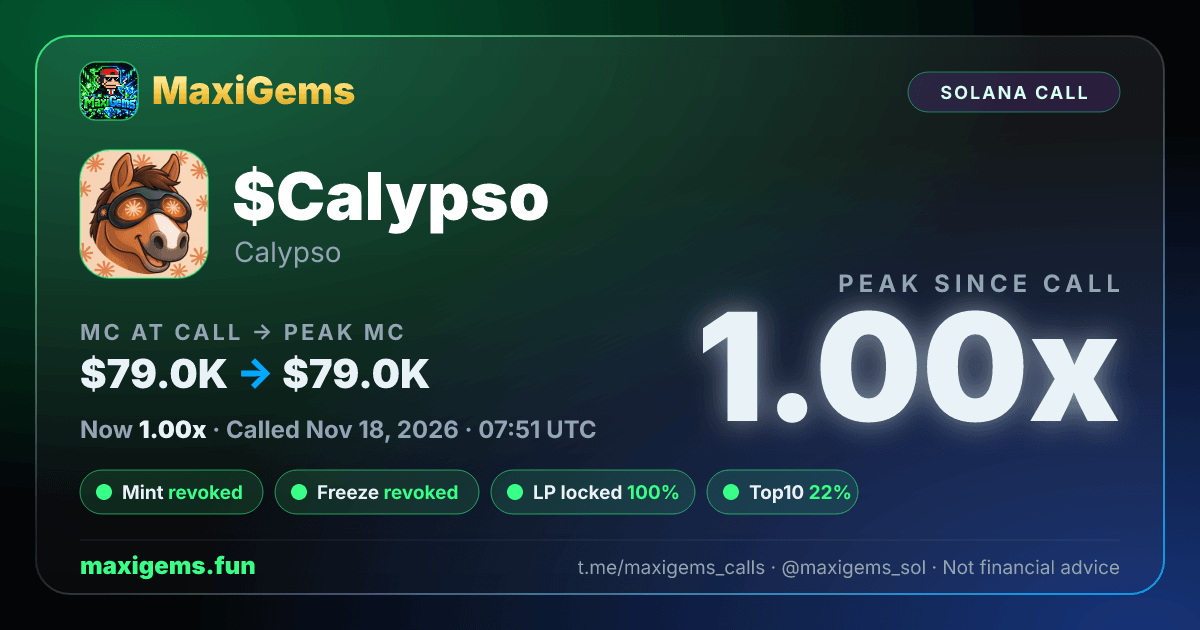 MaxiGems
MaxiGems
SOLANA CALL
$Calypso
Calypso
PEAK SINCE CALL
1.00x
MC AT CALL → PEAK MC
$79.0K → $79.0K
Now 1.00x · Called Nov 18, 2026 · 07:51 UTC
Mint revoked
Freeze revoked
LP locked 100%
Top10 22%
maxigems.fun
t.me/maxigems_calls · @maxigems_sol · Not financial advice